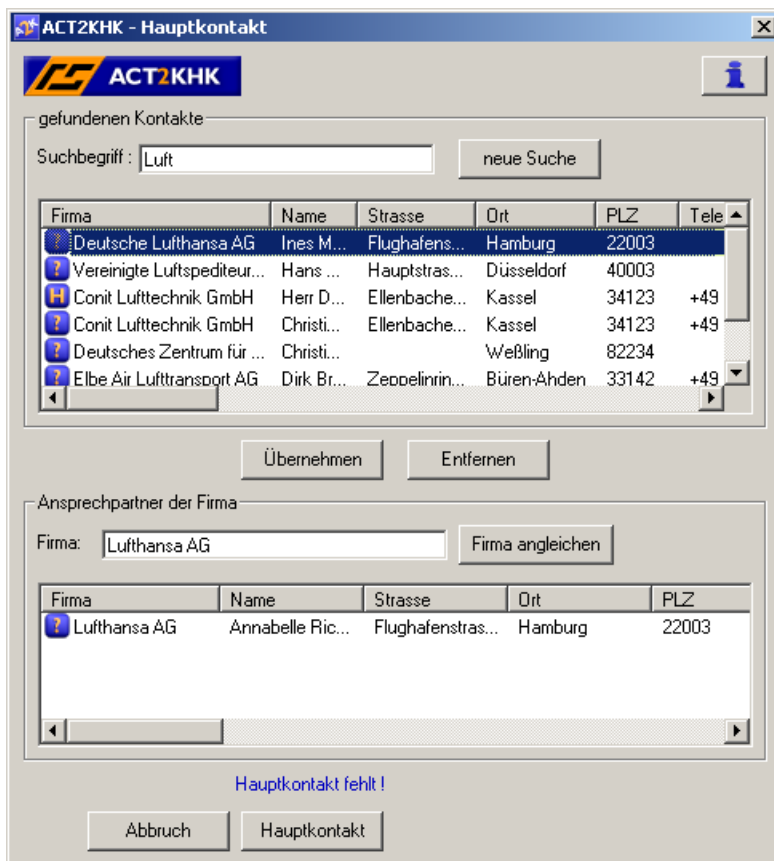 ACT2KHK - Hauptkontakt
ACT2KHK
gefundenen Kontakte
Suchbegriff : Luft neue Suche
Firma Name Strasse Ort PLZ Tele
Deutsche Lufthansa AG Ines M... Flughafens... Hamburg 22003
Vereinigte Luftspediteur... Hans ... Hauptstras... Düsseldorf 40003
H Conit Lufttechnik GmbH Herr D... Ellenbache... Kassel 34123 +49
? Conit Lufttechnik GmbH Christi... Ellenbache... Kassel 34123 +49
? Deutsches Zentrum für ... Christi... Weßling 82234
? Elbe Air Lufttransport AG Dirk Br... Zeppelinrin... Büren-Ahden 33142 +49
Übernehmen Entfernen
Ansprechpartner der Firma
Firma: Lufthansa AG Firma angleichen
Firma Name Strasse Ort PLZ
? Lufthansa AG Annabelle Ric... Flughafenstras... Hamburg 22003
Hauptkontakt fehlt !
Abbruch Hauptkontakt